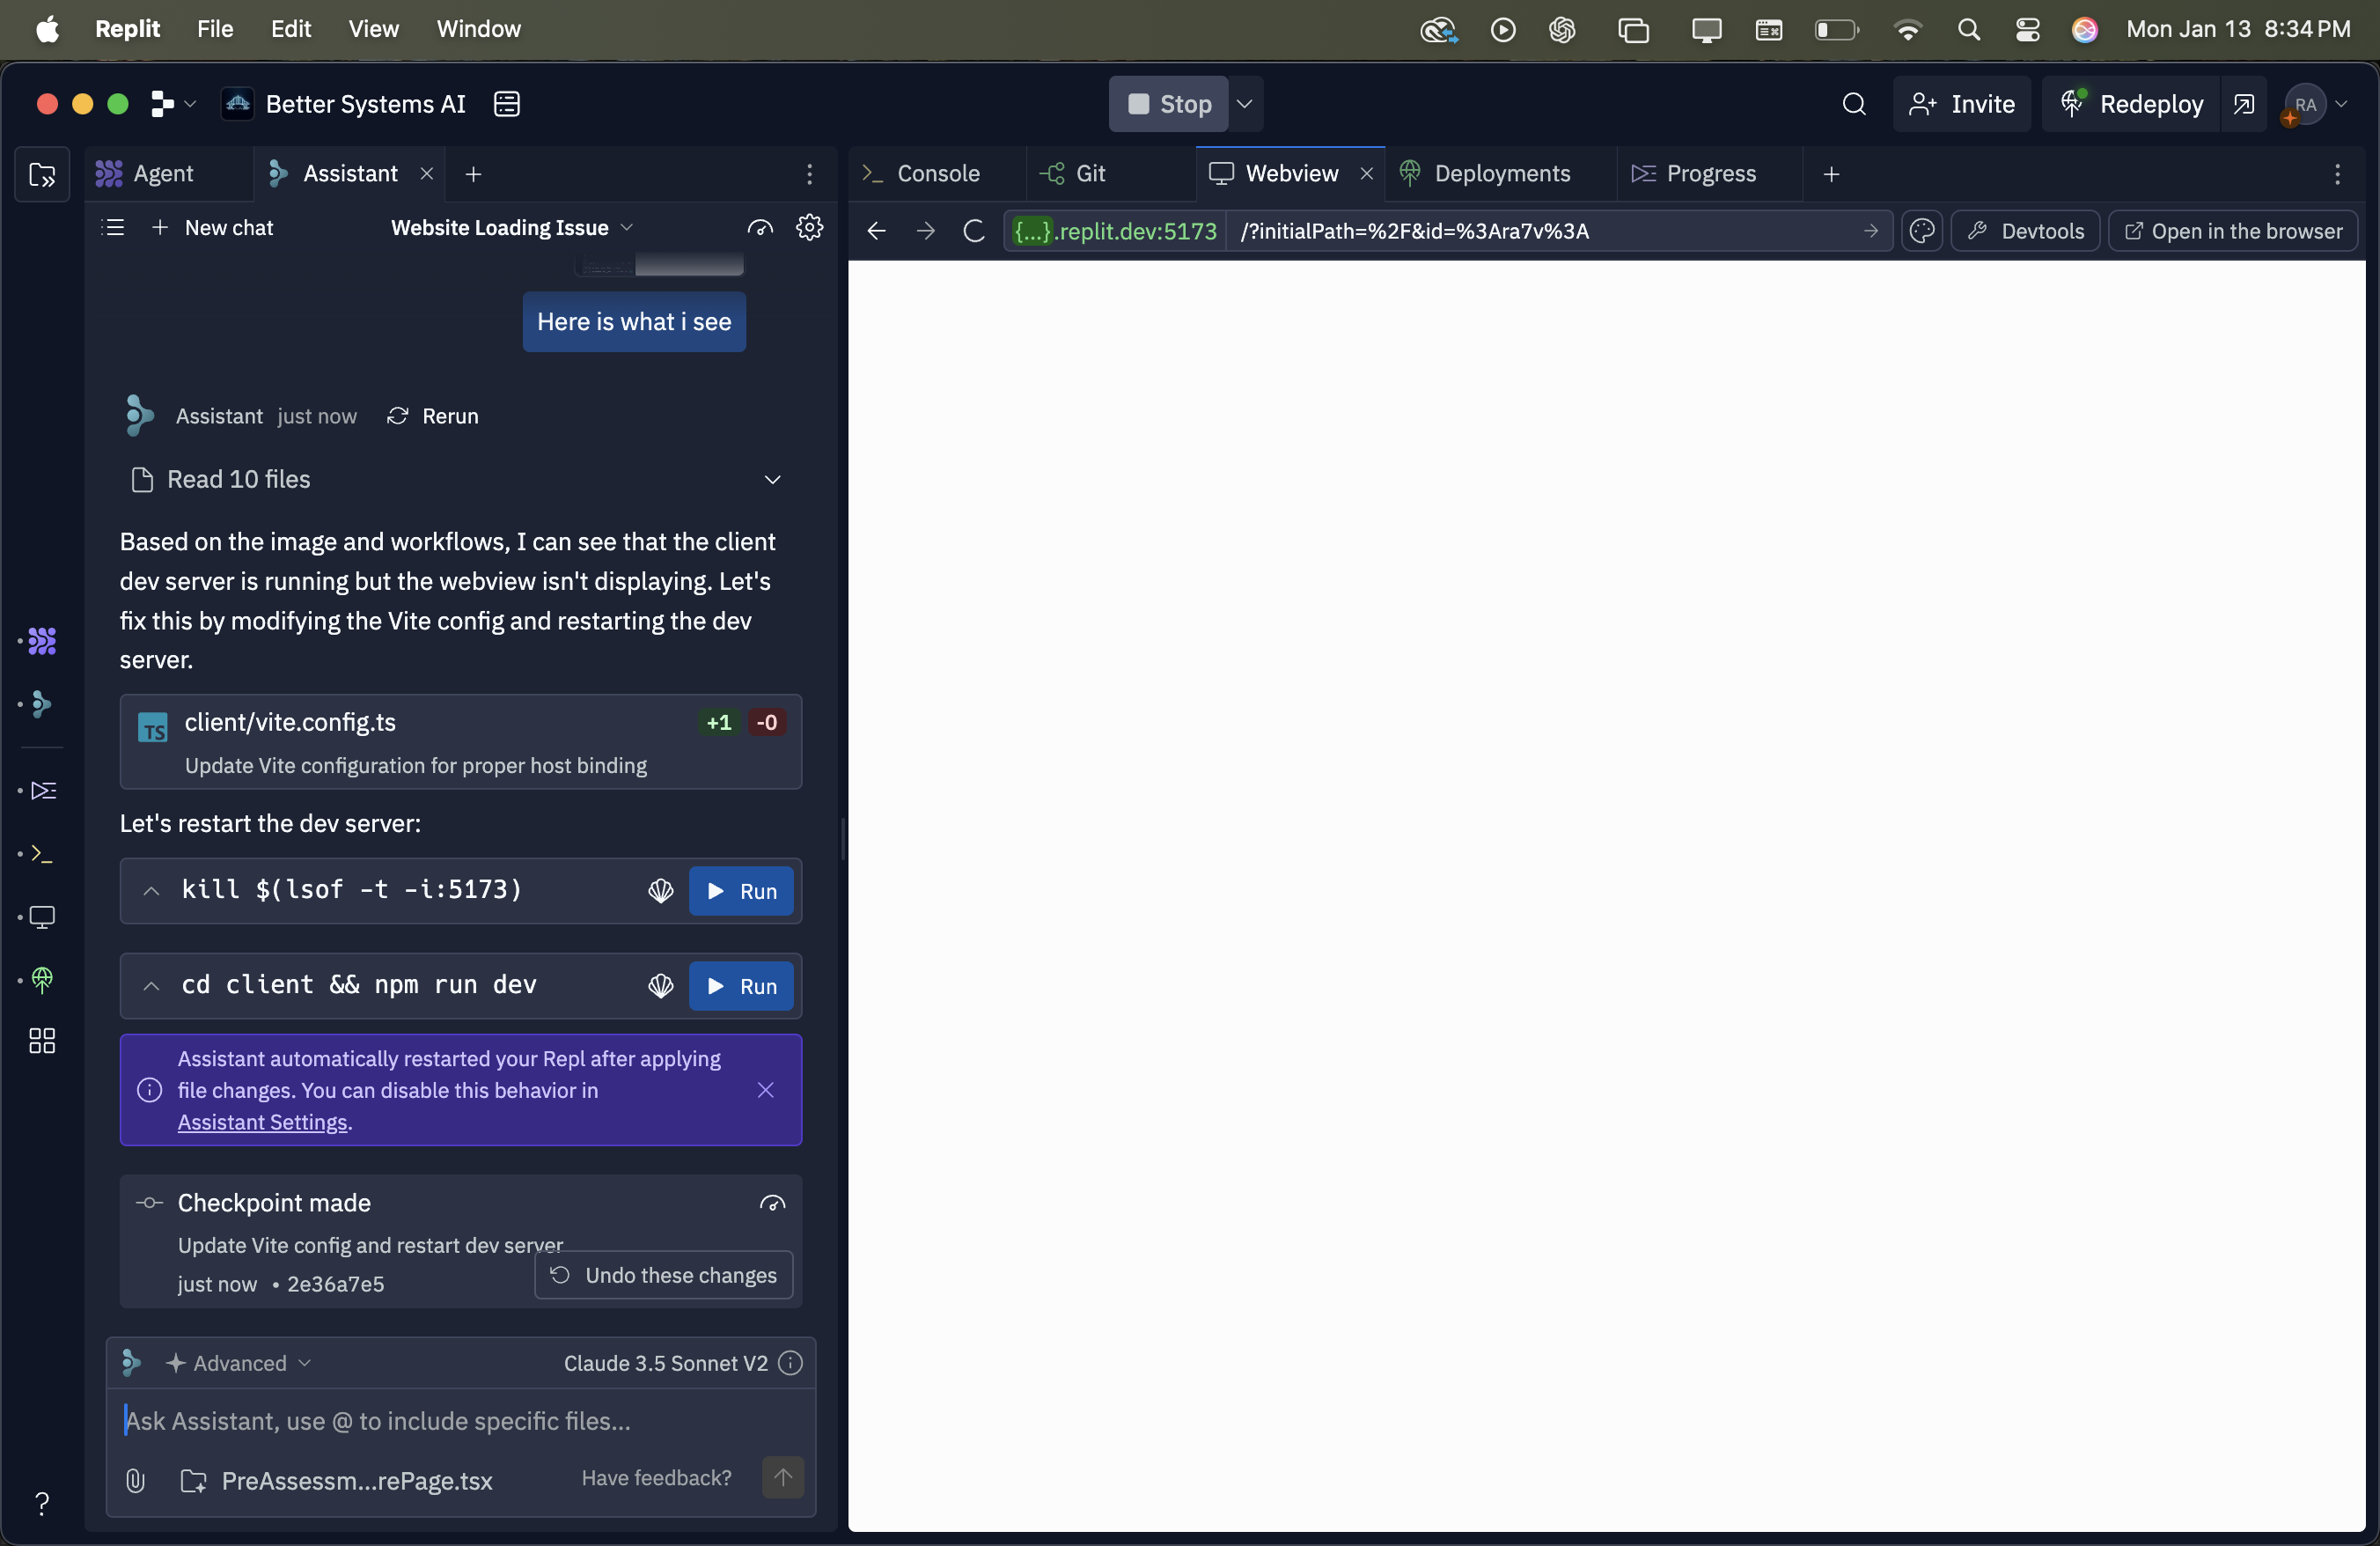 Replit File Edit View Window Mon Jan 13 8:34 PM
Better Systems AI Stop Invite Redeploy RA
Agent Assistant
Console Git Webview Deployments Progress
New chat Website Loading Issue
{...}.replit.dev:5173 /?initialPath=%2F&id=%3Ara7v%3A Devtools Open in the browser
Here is what i see
Assistant just now Rerun
Read 10 files
Based on the image and workflows, I can see that the client
dev server is running but the webview isn't displaying. Let's
fix this by modifying the Vite config and restarting the dev
server.
TS client/vite.config.ts +1 -0
Update Vite configuration for proper host binding
Let's restart the dev server:
kill $(lsof -t -i:5173) Run
cd client && npm run dev Run
Assistant automatically restarted your Repl after applying
file changes. You can disable this behavior in
Assistant Settings.
Checkpoint made
Update Vite config and restart dev server
just now • 2e36a7e5 Undo these changes
Advanced Claude 3.5 Sonnet V2
Ask Assistant, use @ to include specific files...
PreAssessm...rePage.tsx Have feedback?
?